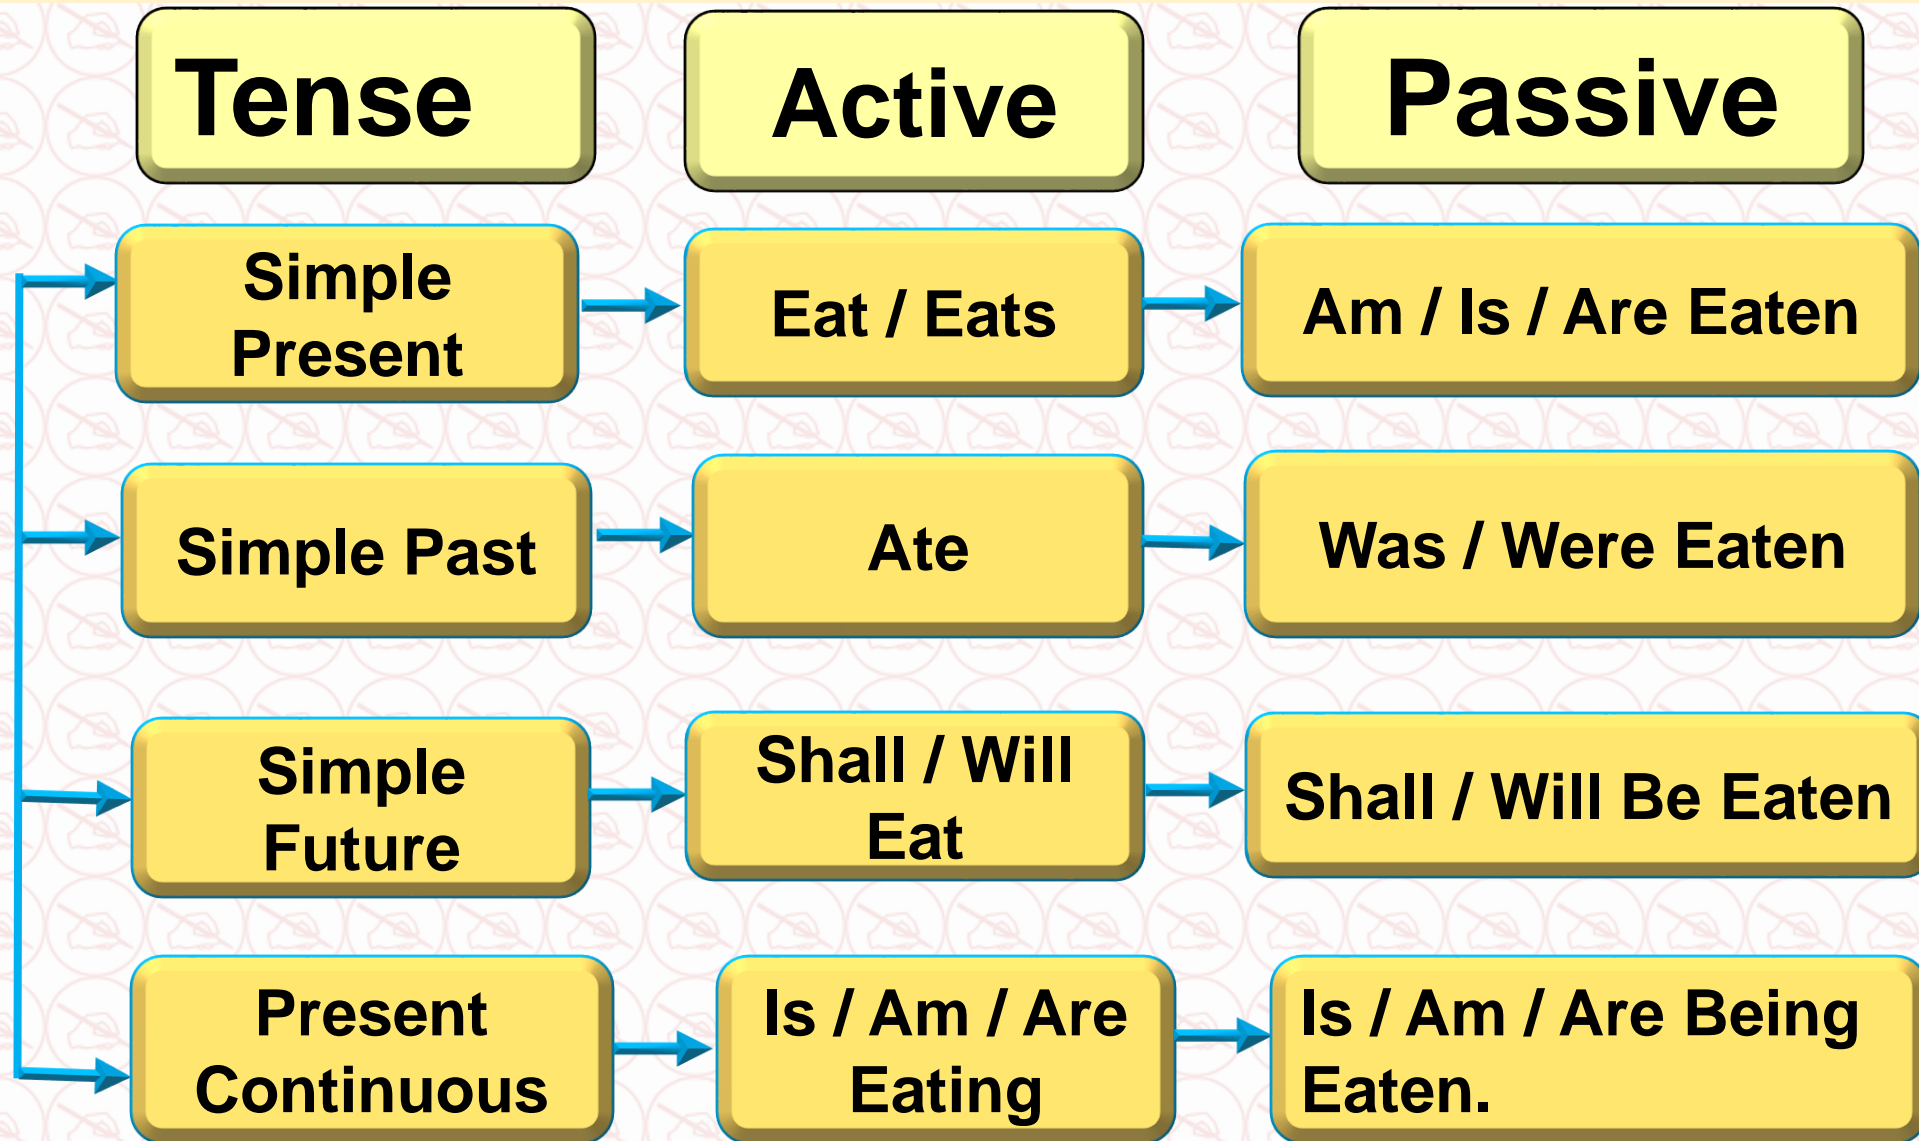 Tense
Active
Passive
Simple
Present
Eat / Eats
Am / Is / Are Eaten
Simple Past
Ate
Was / Were Eaten
Simple
Future
Shall / Will
Eat
Shall / Will Be Eaten
Present
Continuous
Is / Am / Are
Eating
Is / Am / Are Being
Eaten.